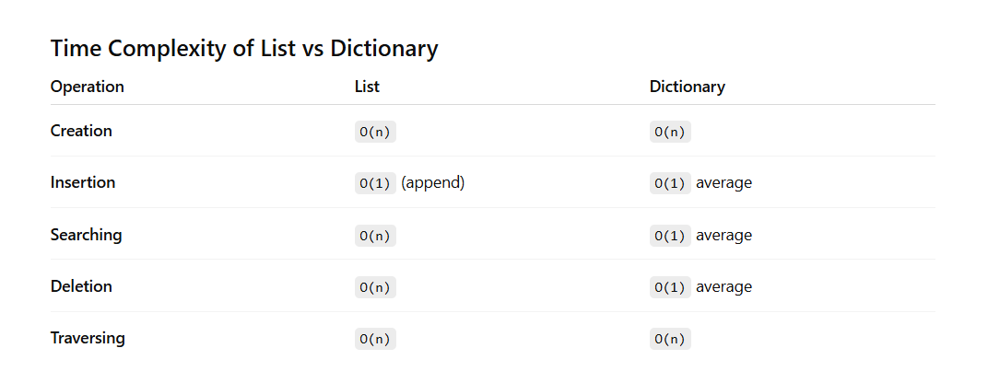 Time Complexity of List vs Dictionary
Operation List Dictionary
Creation O(n) O(n)
Insertion O(1) (append) O(1) average
Searching O(n) O(1) average
Deletion O(n) O(1) average
Traversing O(n) O(n)